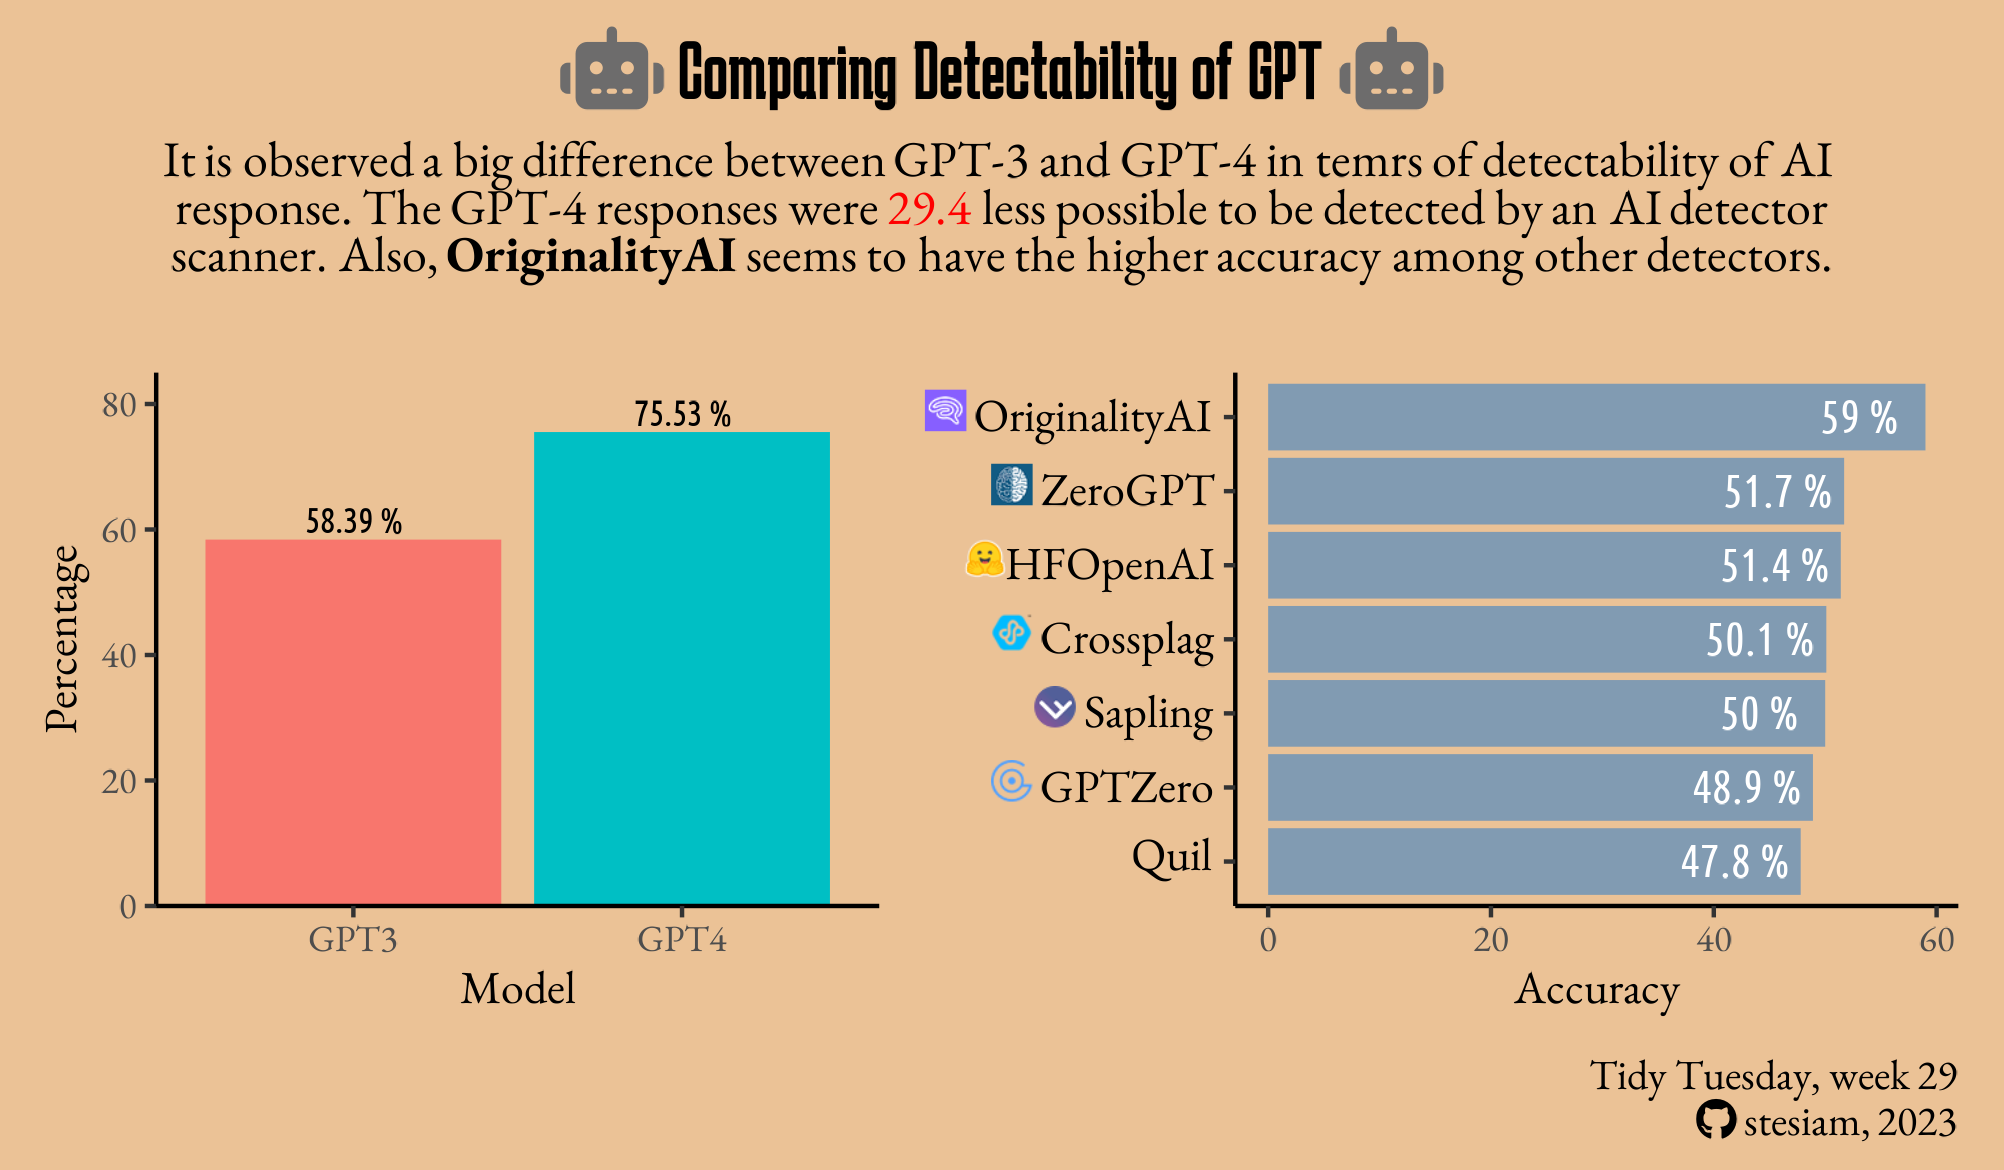 Comparing Detectability of GPT
It is observed a big difference between GPT-3 and GPT-4 in temrs of detectability of AI
response. The GPT-4 responses were 29.4 less possible to be detected by an AI detector
scanner. Also, OriginalityAI seems to have the higher accuracy among other detectors.
Percentage
80
60
40
20
0
58.39 %
75.53 %
GPT3
GPT4
Model
OriginalityAI
59 %
ZeroGPT
51.7 %
HFOpenAI
51.4 %
Crossplag
50.1 %
Sapling
50 %
GPTZero
48.9 %
Quil
47.8 %
0
20
40
60
Accuracy
Tidy Tuesday, week 29
stesiam, 2023